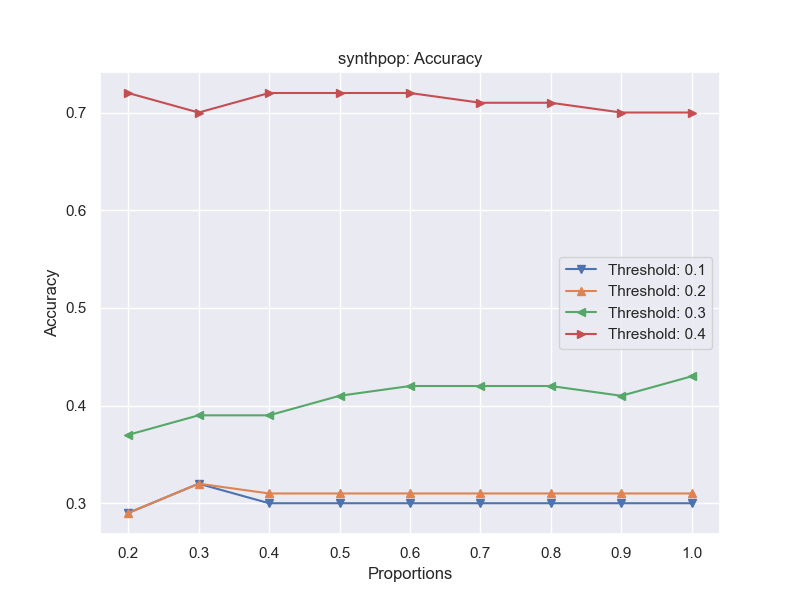 synthpop: Accuracy
Accuracy
0.7
0.6
0.5
0.4
0.3
Threshold: 0.1
Threshold: 0.2
Threshold: 0.3
Threshold: 0.4
0.2 0.3 0.4 0.5 0.6 0.7 0.8 0.9 1.0
Proportions